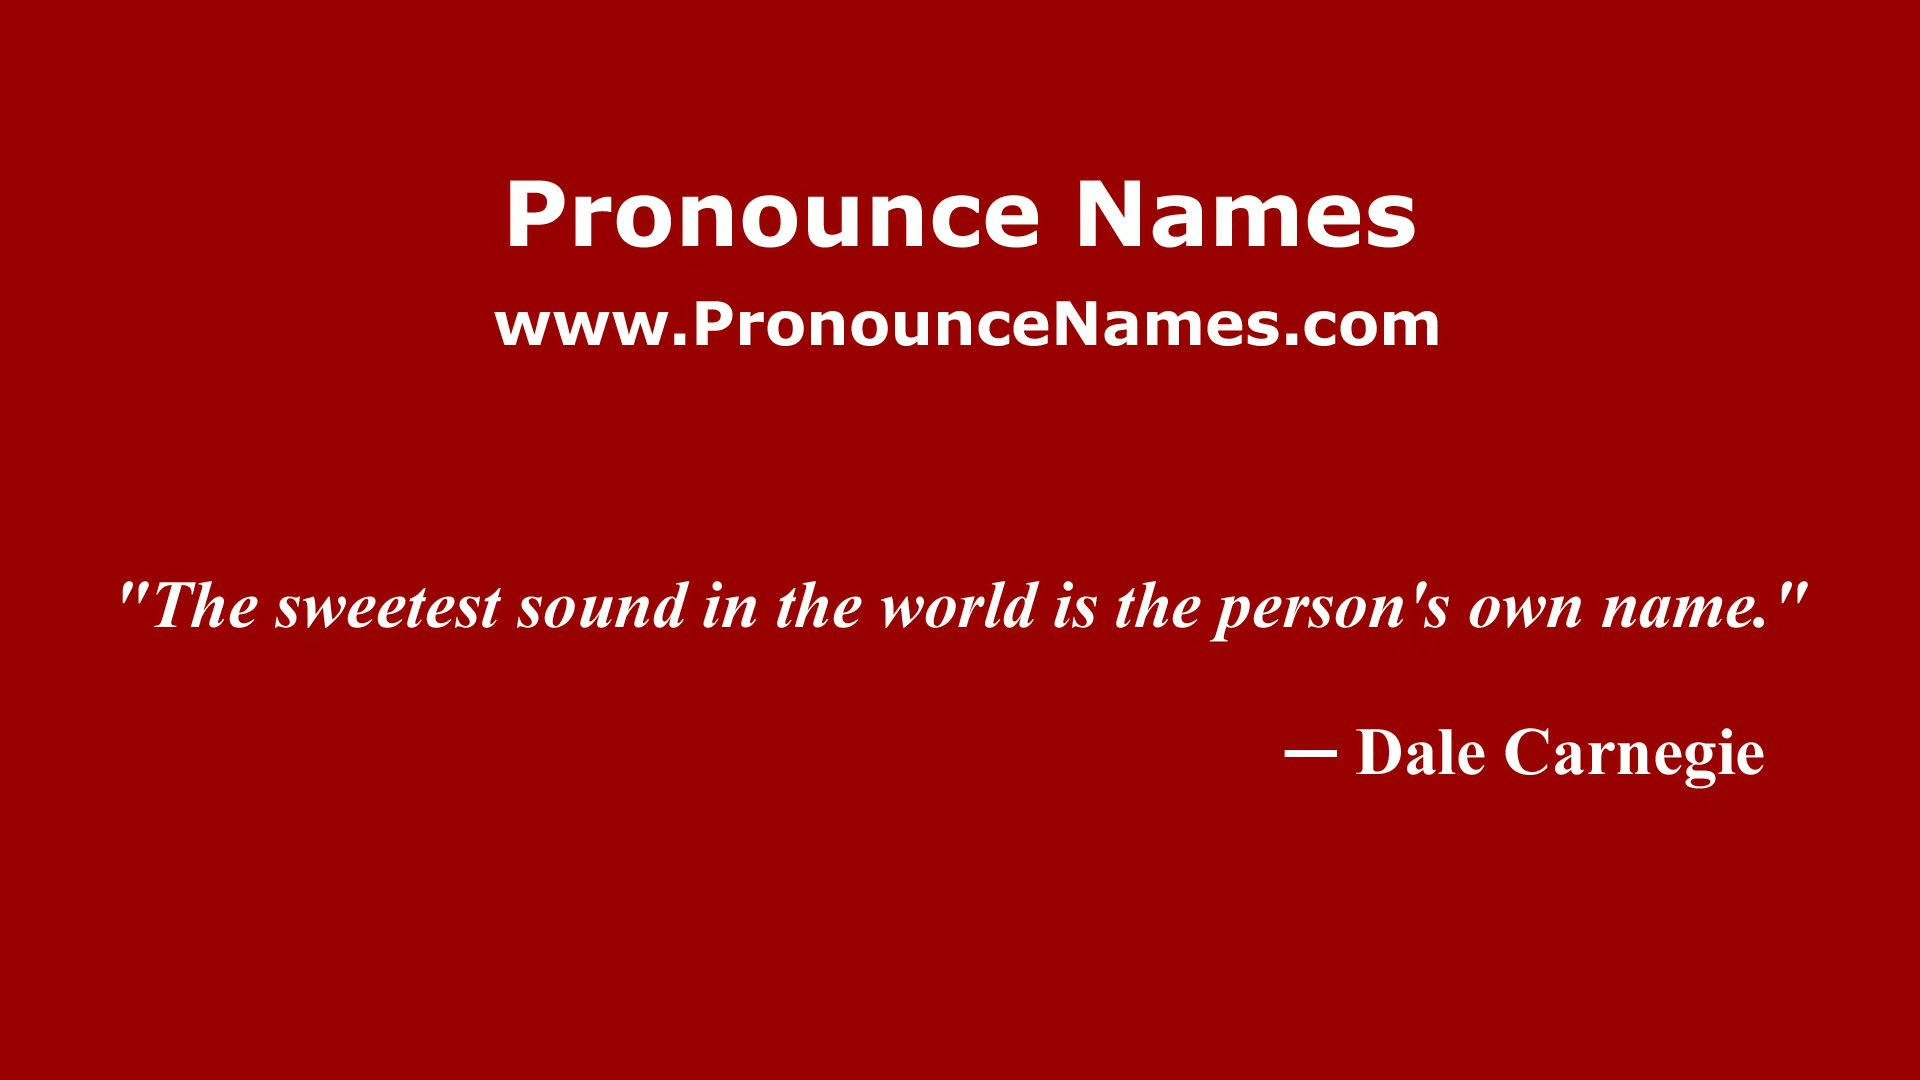 Pronounce Names
www.PronounceNames.com
"The sweetest sound in the world is the person's own name."
— Dale Carnegie